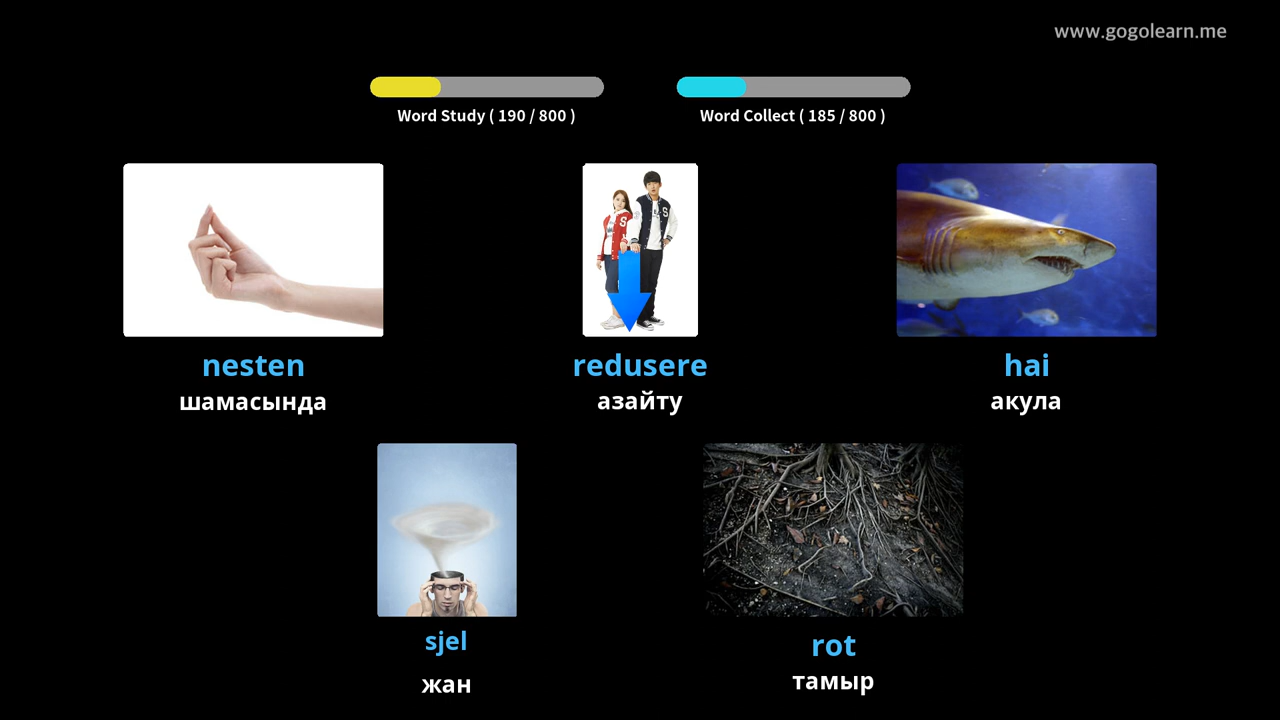 www.gogolearn.me
Word Study ( 190 / 800 )
Word Collect ( 185 / 800 )
nesten
шамасында
redusere
азайту
hai
акула
sjel
жан
rot
тамыр